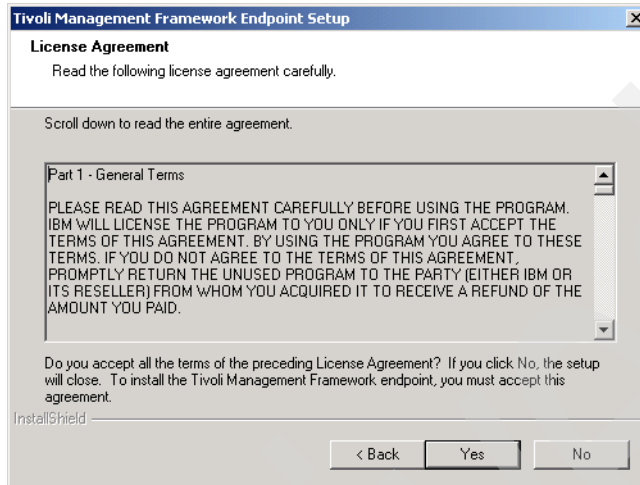 Tivoli Management Framework Endpoint Setup
License Agreement
Read the following license agreement carefully.
Scroll down to read the entire agreement.
Part 1 - General Terms
PLEASE READ THIS AGREEMENT CAREFULLY BEFORE USING THE PROGRAM.
IBM WILL LICENSE THE PROGRAM TO YOU ONLY IF YOU FIRST ACCEPT THE
TERMS OF THIS AGREEMENT. BY USING THE PROGRAM YOU AGREE TO THESE
TERMS. IF YOU DO NOT AGREE TO THE TERMS OF THIS AGREEMENT,
PROMPTLY RETURN THE UNUSED PROGRAM TO THE PARTY (EITHER IBM OR
ITS RESELLER) FROM WHOM YOU ACQUIRED IT TO RECEIVE A REFUND OF THE
AMOUNT YOU PAID.
Do you accept all the terms of the preceding License Agreement? If you click No, the setup
will close. To install the Tivoli Management Framework endpoint, you must accept this
agreement.
InstallShield
< Back Yes No